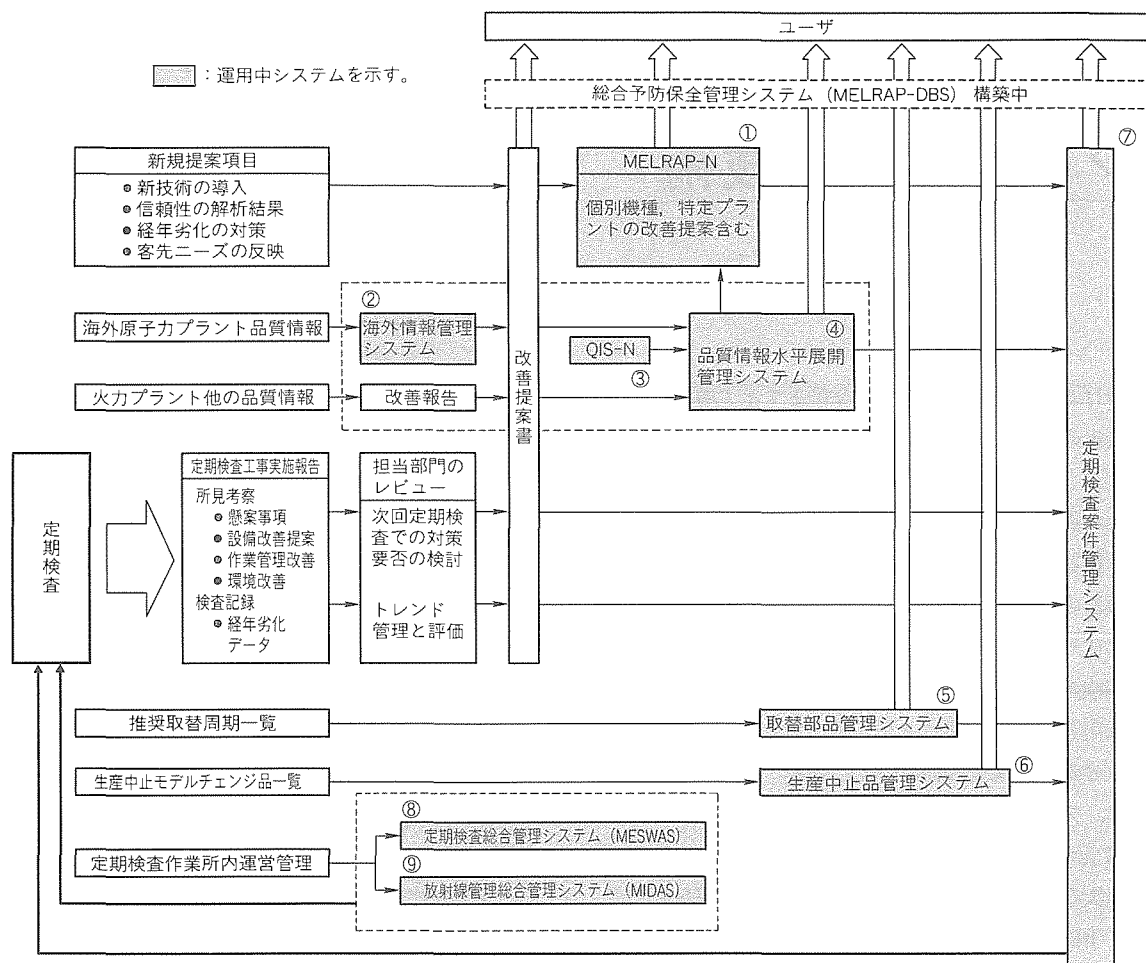 ユーザ
：運用中システムを示す。
総合予防保全管理システム（MELRAP-DBS） 構築中
①
⑦
新規提案項目
● 新技術の導入
● 信頼性の解析結果
● 経年劣化の対策
● 客先ニーズの反映
MELRAP-N
個別機種，特定プラ
ントの改善提案含む
②
海外原子力プラント品質情報
海外情報管理
システム
QIS-N
③
④
品質情報水平展開
管理システム
火力プラント他の品質情報
改善報告
改善提案書
定期検査案件管理システム
定期検査
定期検査工事実施報告
所見考察
● 懸案事項
● 設備改善提案
● 作業管理改善
● 環境改善
検査記録
● 経年劣化
データ
担当部門の
レビュー
次回定期検
査での対策
要否の検討
トレンド
管理と評価
⑤
推奨取替周期一覧
取替部品管理システム
⑥
生産中止モデルチェンジ品一覧
生産中止品管理システム
⑧
定期検査総合管理システム（MESWAS）
定期検査作業所内運営管理
⑨
放射線管理総合管理システム（MIDAS）